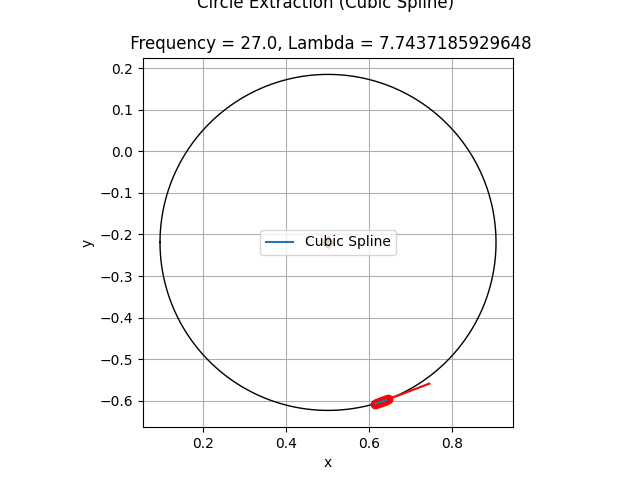 Circle Extraction (Cubic Spline)
Frequency = 27.0, Lambda = 7.7437185929648
0.2
0.1
0.0
−0.1
−0.2
−0.3
−0.4
−0.5
−0.6
y
Cubic Spline
0.2 0.4 0.6 0.8
x